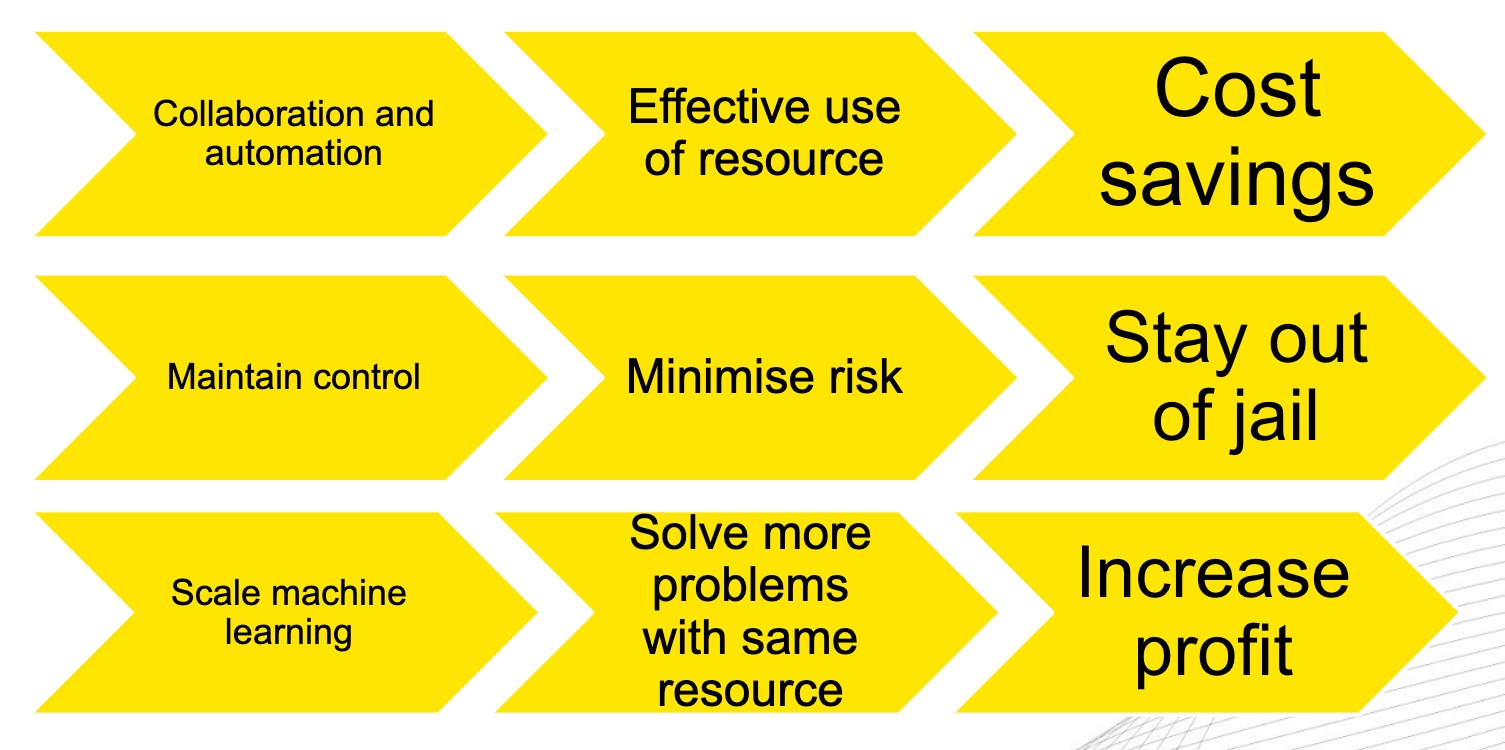 Collaboration and
automation
Effective use
of resource
Cost
savings
Maintain control
Minimise risk
Stay out
of jail
Scale machine
learning
Solve more
problems
with same
resource
Increase
profit